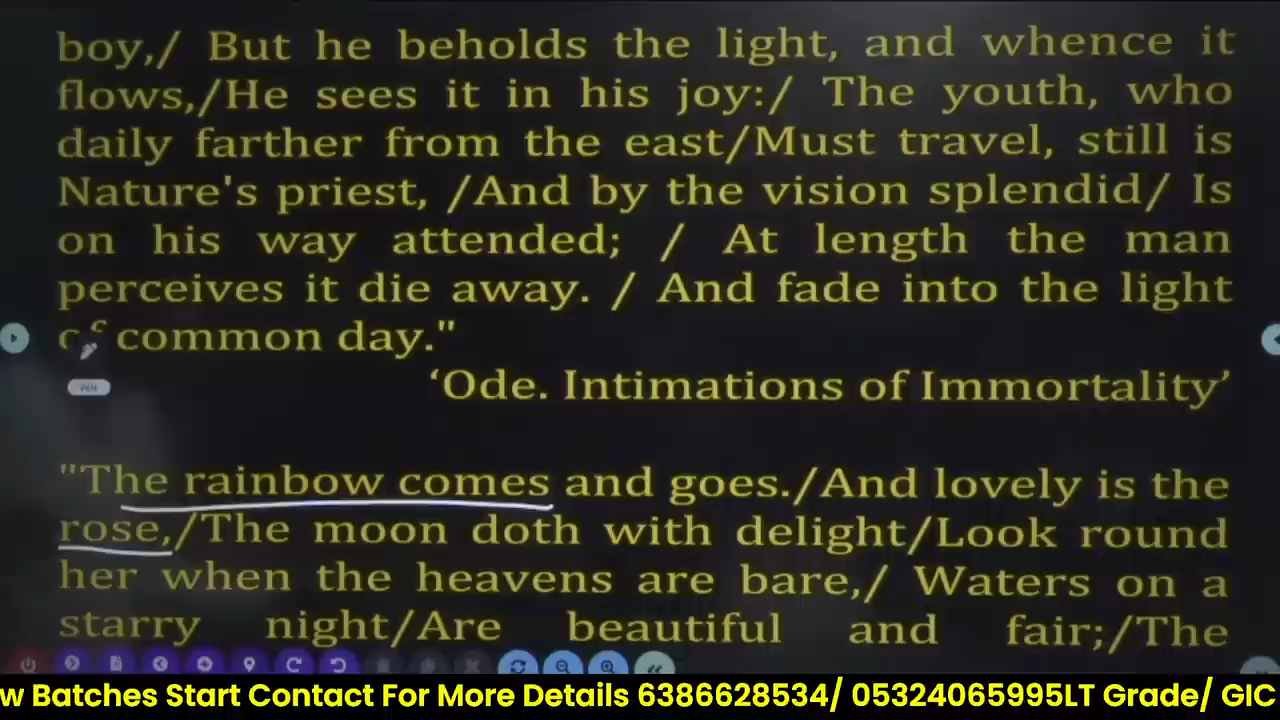 boy,/ But he beholds the light, and whence it
flows,/He sees it in his joy:/ The youth, who
daily farther from the east/Must travel, still is
Nature's priest, /And by the vision splendid/ Is
on his way attended; / At length the man
perceives it die away. / And fade into the light
of common day."
PEN
‘Ode. Intimations of Immortality’
"The rainbow comes and goes./And lovely is the
rose,/The moon doth with delight/Look round
her when the heavens are bare,/ Waters on a
starry night/Are beautiful and fair;/The
w Batches Start Contact For More Details 6386628534/ 05324065995LT Grade/ GIC